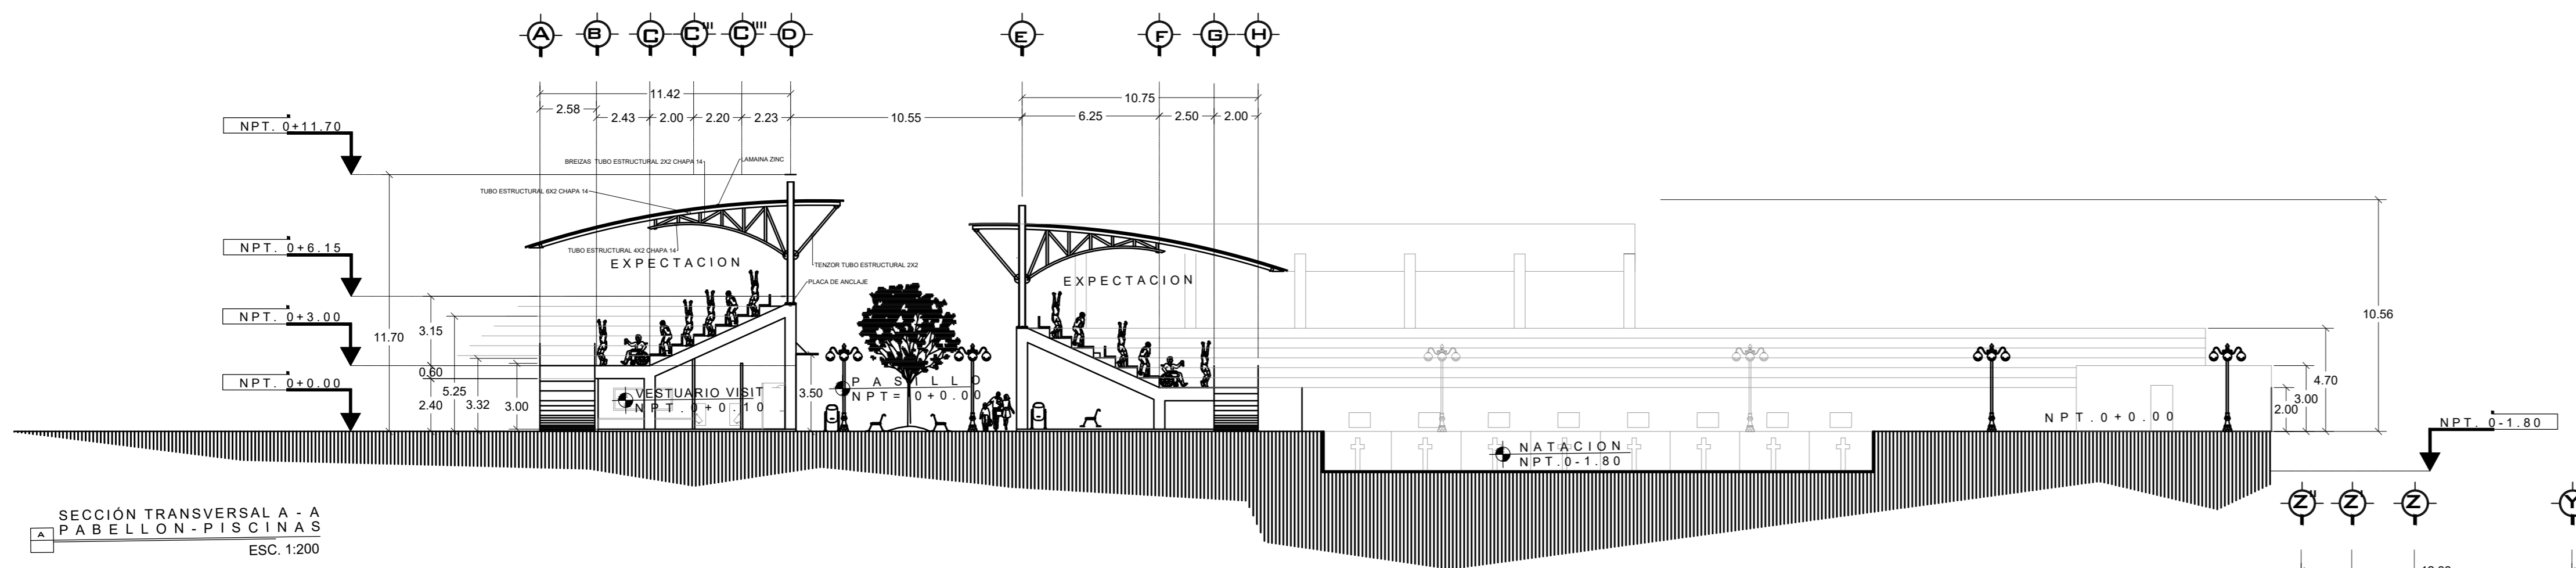 A B C C''' C'''' D E F G H
11.42
10.75
2.58
2.43 2.00 2.20 2.23 10.55 6.25 2.50 2.00
NPT. 0+11.70
BREIZAS TUBO ESTRUCTURAL 2X2 CHAPA 14
LAMAINA ZINC
TUBO ESTRUCTURAL 6X2 CHAPA 14
NPT. 0+6.15
TUBO ESTRUCTURAL 4X2 CHAPA 14
EXPECTACION
TENZOR TUBO ESTRUCTURAL 2X2
PLACA DE ANCLAJE
EXPECTACION
NPT. 0+3.00
11.70
3.15
10.56
0.60
NPT. 0+0.00
5.25
2.40
3.32
3.00
VESTUARIO VISIT
NPT. 0+0.10
3.50
PASILLO
NPT= 0+0.00
4.70
3.00
2.00
NPT.0+0.00
NPT. 0-1.80
NATACION
NPT.0-1.80
Z'' Z' Z Y
SECCIÓN TRANSVERSAL A - A
A PABELLON-PISCINAS
ESC. 1:200